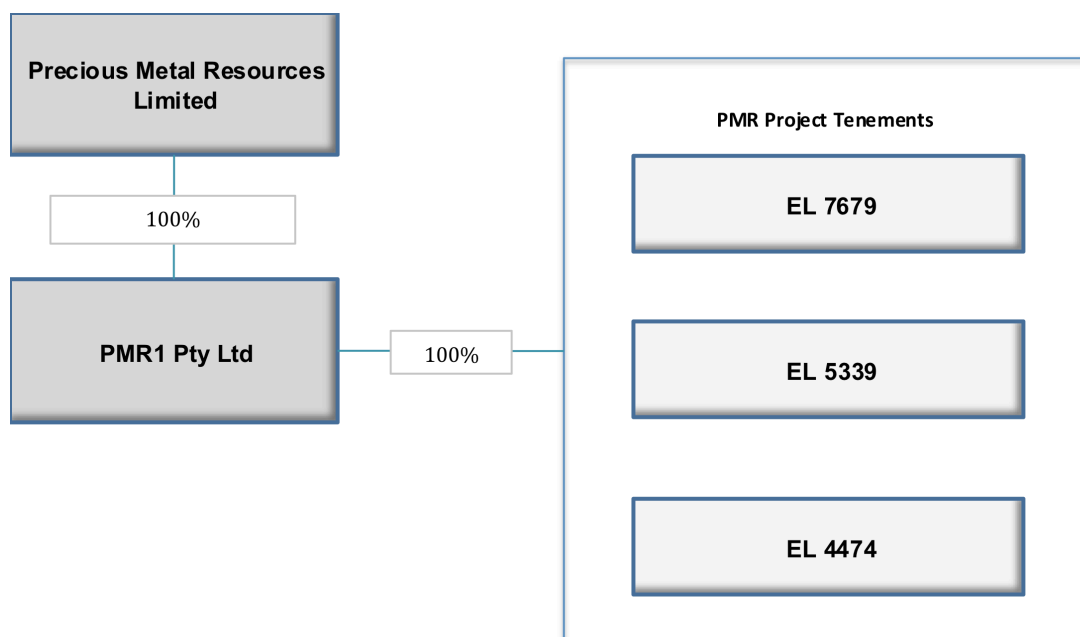 Precious Metal Resources
Limited
100%
PMR1 Pty Ltd
100%
PMR Project Tenements
EL 7679
EL 5339
EL 4474